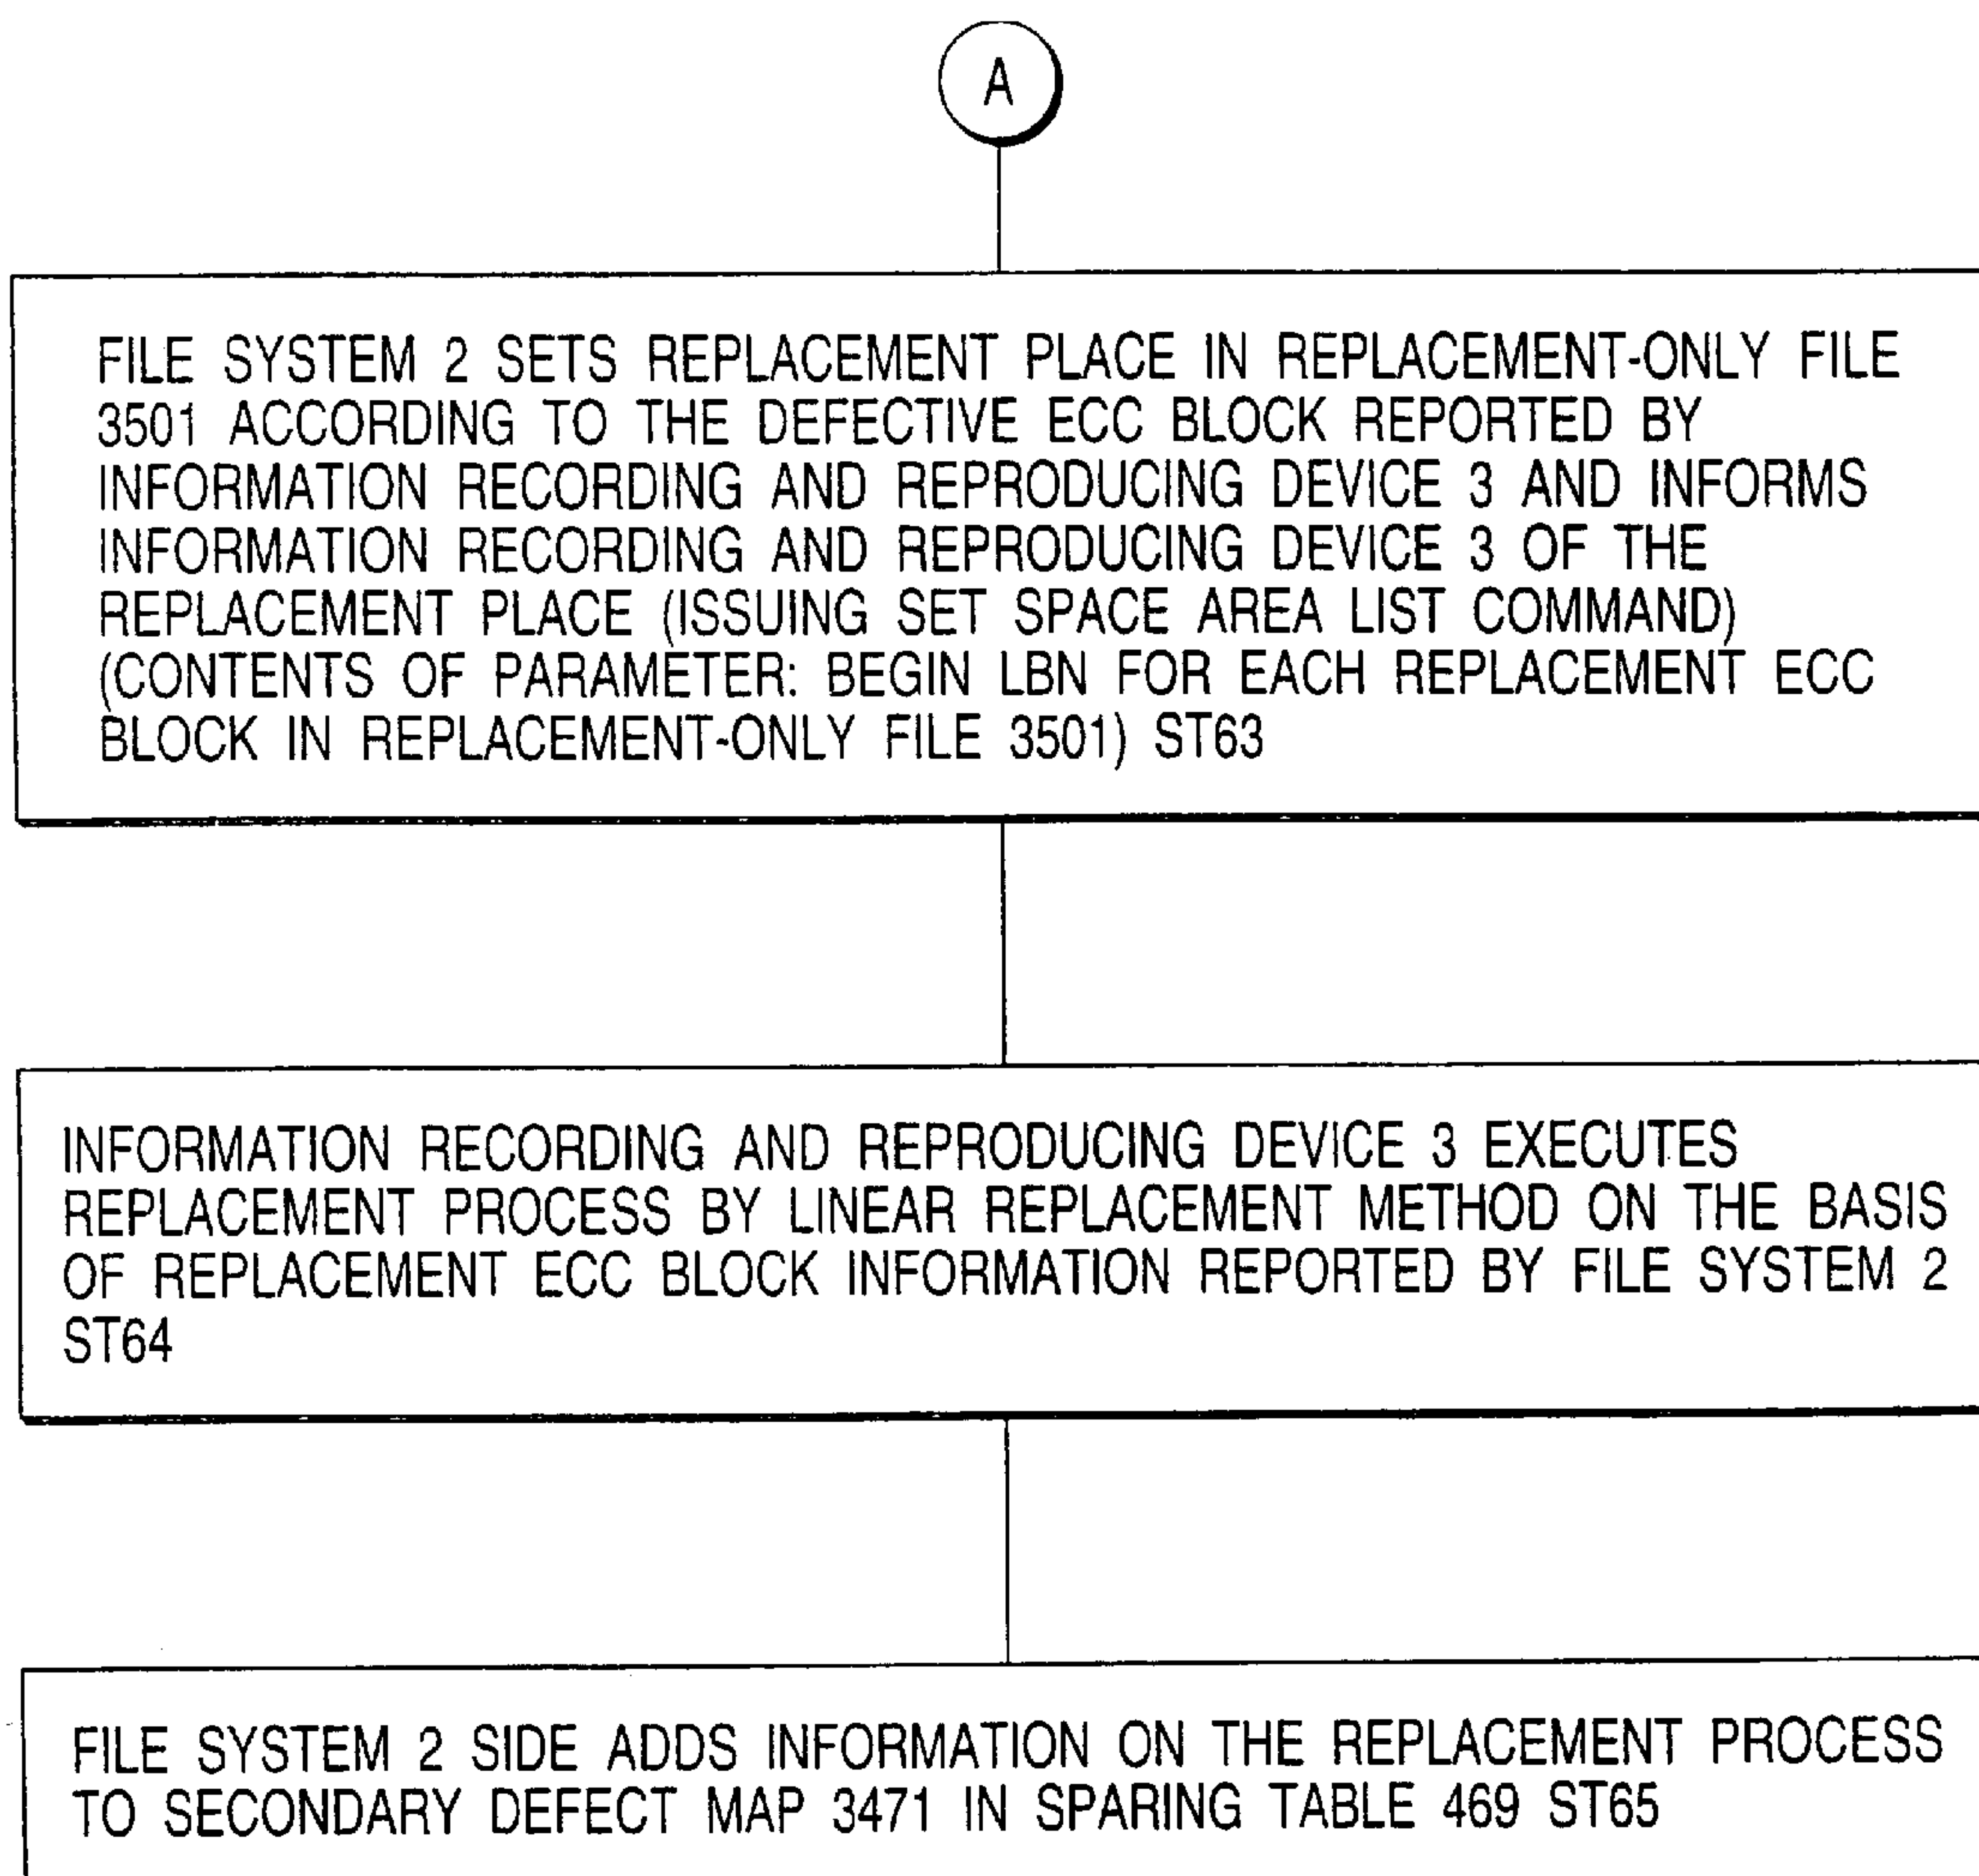 A
FILE SYSTEM 2 SETS REPLACEMENT PLACE IN REPLACEMENT-ONLY FILE
3501 ACCORDING TO THE DEFECTIVE ECC BLOCK REPORTED BY
INFORMATION RECORDING AND REPRODUCING DEVICE 3 AND INFORMS
INFORMATION RECORDING AND REPRODUCING DEVICE 3 OF THE
REPLACEMENT PLACE (ISSUING SET SPACE AREA LIST COMMAND)
(CONTENTS OF PARAMETER: BEGIN LBN FOR EACH REPLACEMENT ECC
BLOCK IN REPLACEMENT-ONLY FILE 3501) ST63
INFORMATION RECORDING AND REPRODUCING DEVICE 3 EXECUTES
REPLACEMENT PROCESS BY LINEAR REPLACEMENT METHOD ON THE BASIS
OF REPLACEMENT ECC BLOCK INFORMATION REPORTED BY FILE SYSTEM 2
ST64
FILE SYSTEM 2 SIDE ADDS INFORMATION ON THE REPLACEMENT PROCESS
TO SECONDARY DEFECT MAP 3471 IN SPARING TABLE 469 ST65